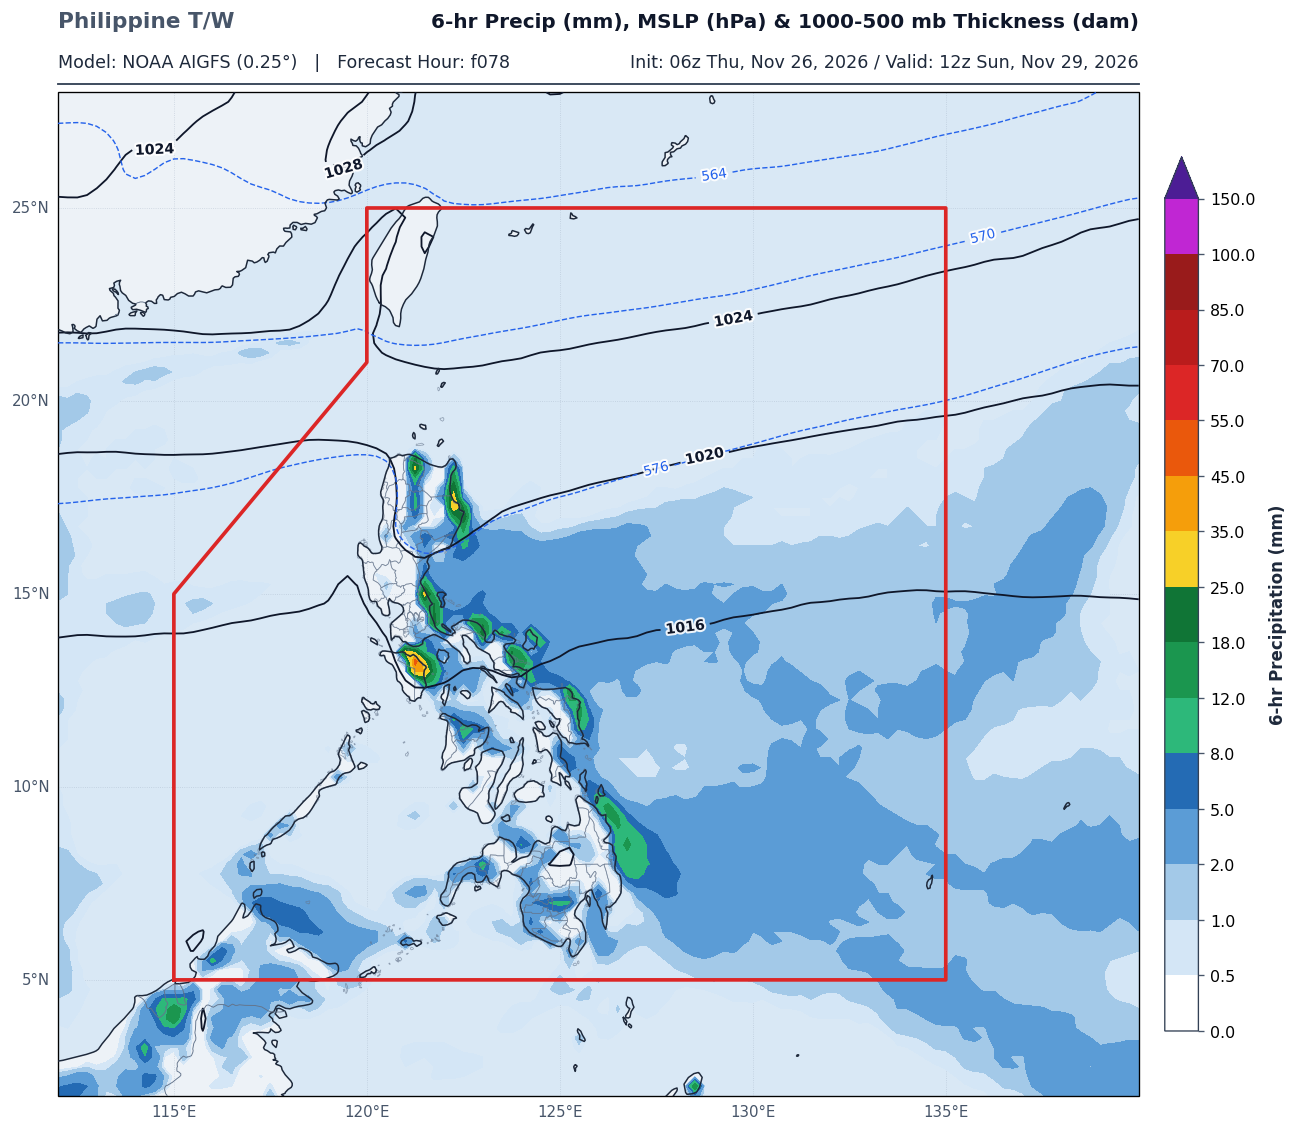 Philippine T/W
6-hr Precip (mm), MSLP (hPa) & 1000-500 mb Thickness (dam)
Model: NOAA AIGFS (0.25°) | Forecast Hour: f078
Init: 06z Thu, Nov 26, 2026 / Valid: 12z Sun, Nov 29, 2026
1024
1028
564
570
1024
576
1020
1016
25°N
20°N
15°N
10°N
5°N
115°E
120°E
125°E
130°E
135°E
150.0
100.0
85.0
70.0
55.0
45.0
35.0
25.0
18.0
12.0
8.0
5.0
2.0
1.0
0.5
0.0
6-hr Precipitation (mm)